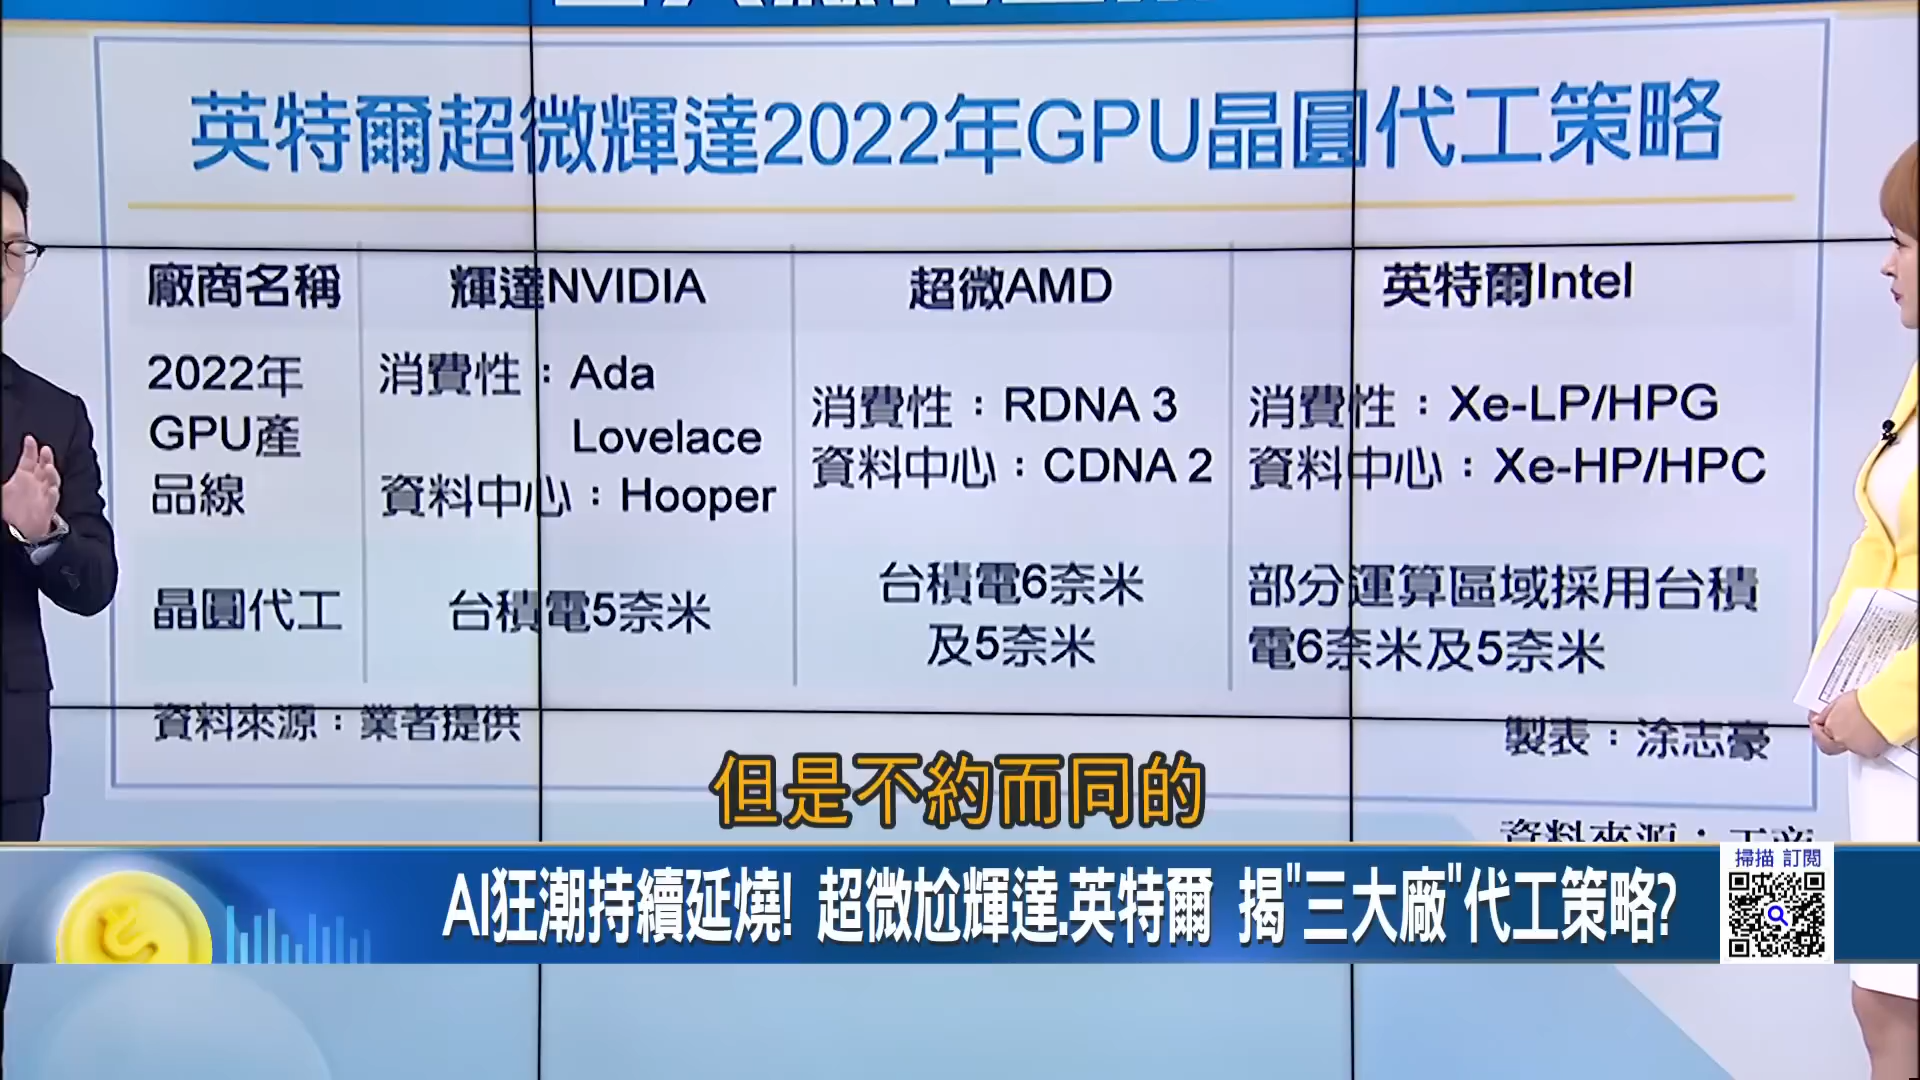 英特爾超微輝達2022年GPU晶圓代工策略
廠商名稱
輝達NVIDIA
超微AMD
英特爾Intel
2022年
GPU產
品線
消費性：Ada
Lovelace
資料中心：Hooper
消費性：RDNA 3
資料中心：CDNA 2
消費性：Xe-LP/HPG
資料中心：Xe-HP/HPC
晶圓代工
台積電5奈米
台積電6奈米
及5奈米
部分運算區域採用台積
電6奈米及5奈米
資料來源：業者提供
製表：涂志豪
但是不約而同的
資料來源：工商
AI狂潮持續延燒! 超微尬輝達.英特爾 揭"三大廠"代工策略?
掃描 訂閱